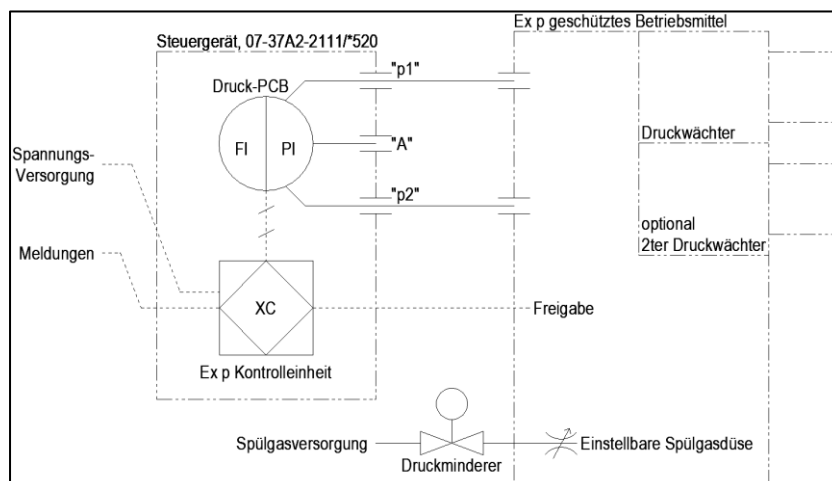 Ex p geschütztes Betriebsmittel
Steuergerät, 07-37A2-2111/*520
Druck-PCB
"p1"
FI
PI
"A"
Druckwächter
Spannungs-
Versorgung
"p2"
optional
2ter Druckwächter
Meldungen
XC
Freigabe
Ex p Kontrolleinheit
Spülgasversorgung
Druckminderer
Einstellbare Spülgasdüse